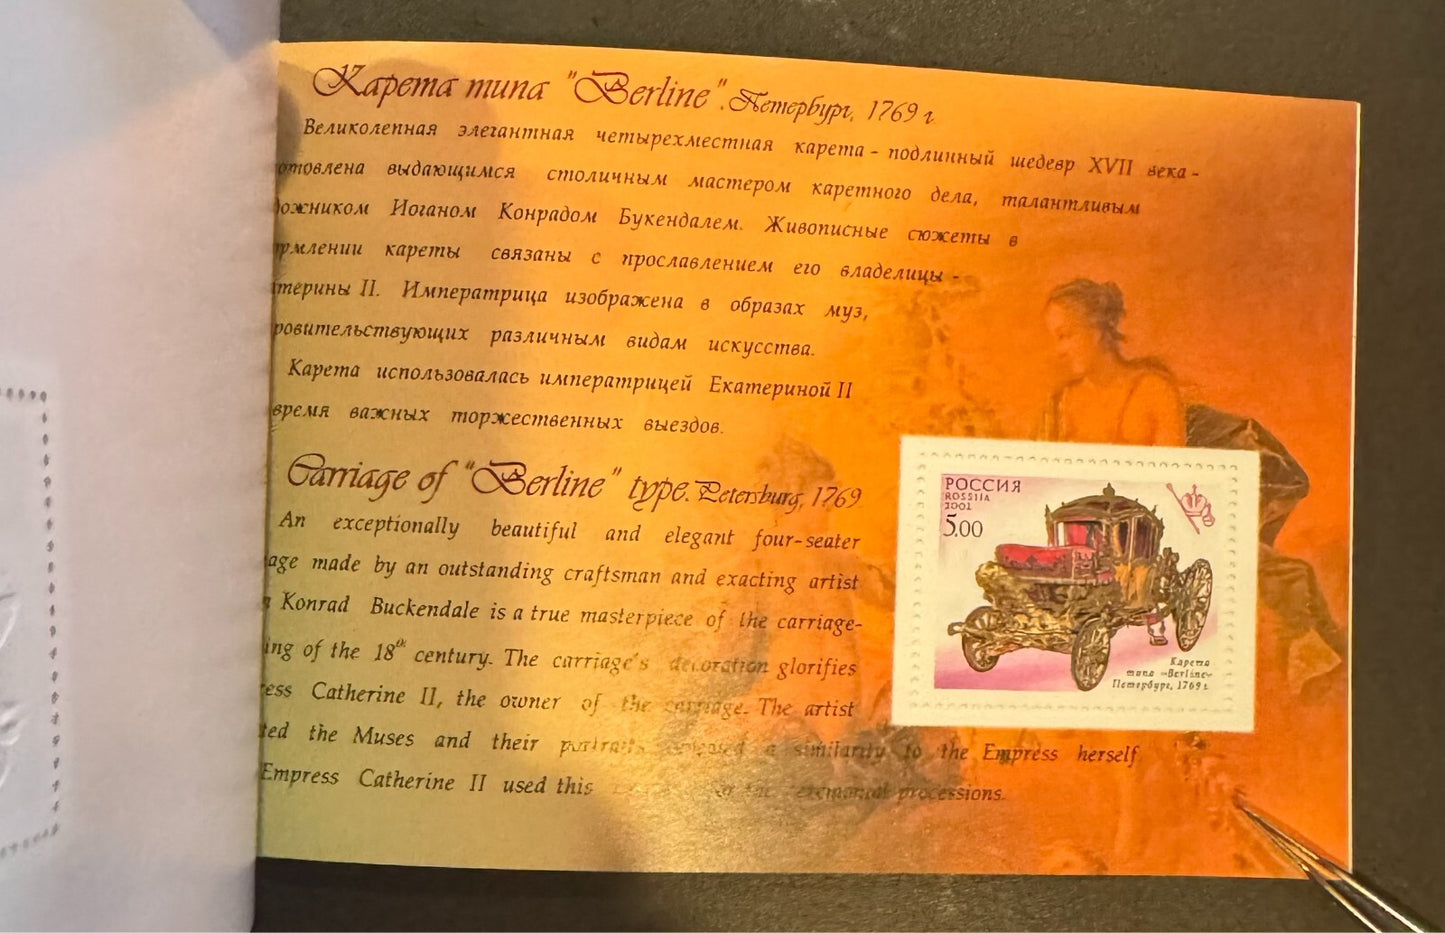 Карета типа "Berline". Петербург, 1769 г.
Великолепная элегантная четырехместная карета - подлинный шедевр XVII века -
отовлена выдающимся столичным мастером каретного дела, талантливым
дожником Иоганом Конрадом Букендалем. Живописные сюжеты в
рмлении кареты связаны с прославлением его владелицы -
терины II. Императрица изображена в образах муз,
ровительствующих различным видам искусства.
Карета использовалась императрицей Екатериной II
время важных торжественных выездов.
Carriage of "Berline" type. Petersburg, 1769
An exceptionally beautiful and elegant four-seater
age made by an outstanding craftsman and exacting artist
Konrad Buckendale is a true masterpiece of the carriage-
ing of the 18th century. The carriage's decoration glorifies
ess Catherine II, the owner of the carriage. The artist
ted the Muses and their portraits a similarity to the Empress herself
Empress Catherine II used this the ceremonial processions.
РОССИЯ
ROSSIIA
2002
5.00
Карета
типа «Berline»
Петербург, 1769 г.